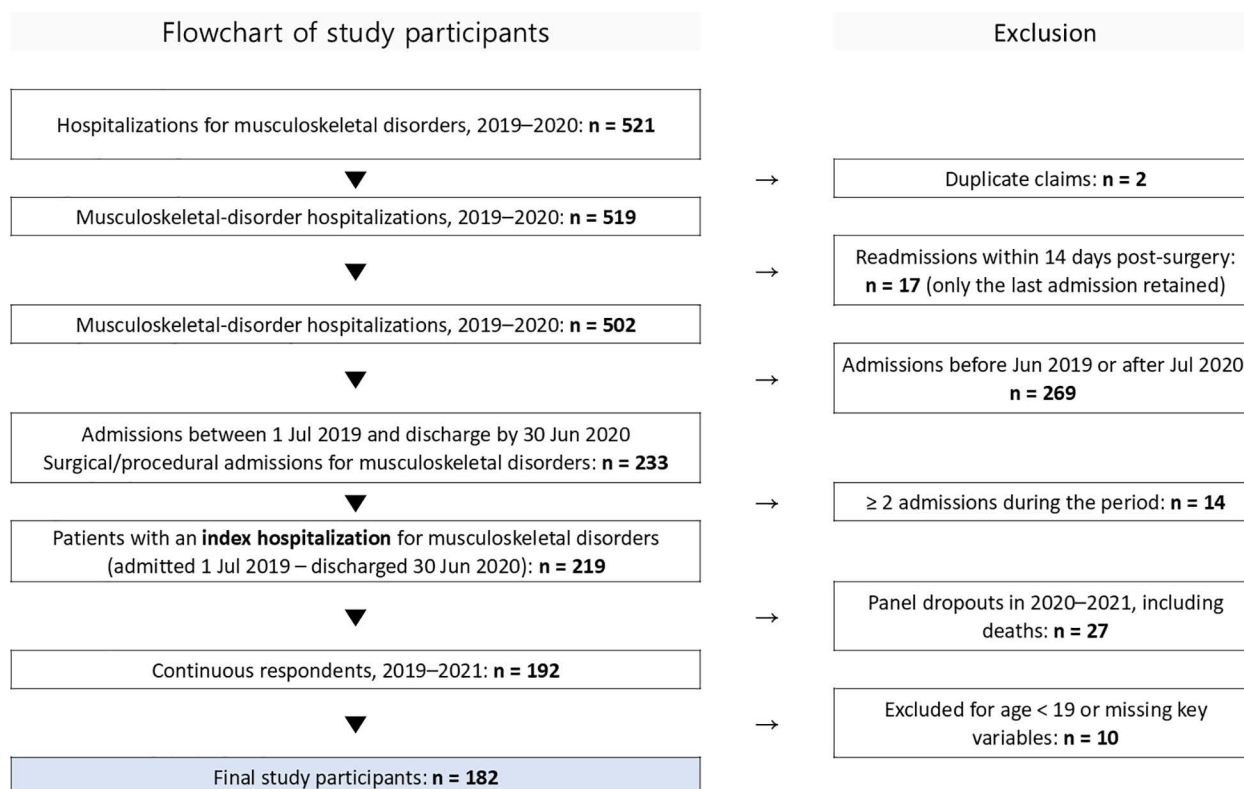 Flowchart of study participants
Exclusion
Hospitalizations for musculoskeletal disorders, 2019–2020: n = 521
▼
→
Duplicate claims: n = 2
Musculoskeletal-disorder hospitalizations, 2019–2020: n = 519
▼
→
Readmissions within 14 days post-surgery:
n = 17 (only the last admission retained)
Musculoskeletal-disorder hospitalizations, 2019–2020: n = 502
▼
→
Admissions before Jun 2019 or after Jul 2020
n = 269
Admissions between 1 Jul 2019 and discharge by 30 Jun 2020
Surgical/procedural admissions for musculoskeletal disorders: n = 233
▼
→
≥ 2 admissions during the period: n = 14
Patients with an index hospitalization for musculoskeletal disorders
(admitted 1 Jul 2019 – discharged 30 Jun 2020): n = 219
▼
→
Panel dropouts in 2020–2021, including
deaths: n = 27
Continuous respondents, 2019–2021: n = 192
▼
→
Excluded for age < 19 or missing key
variables: n = 10
Final study participants: n = 182